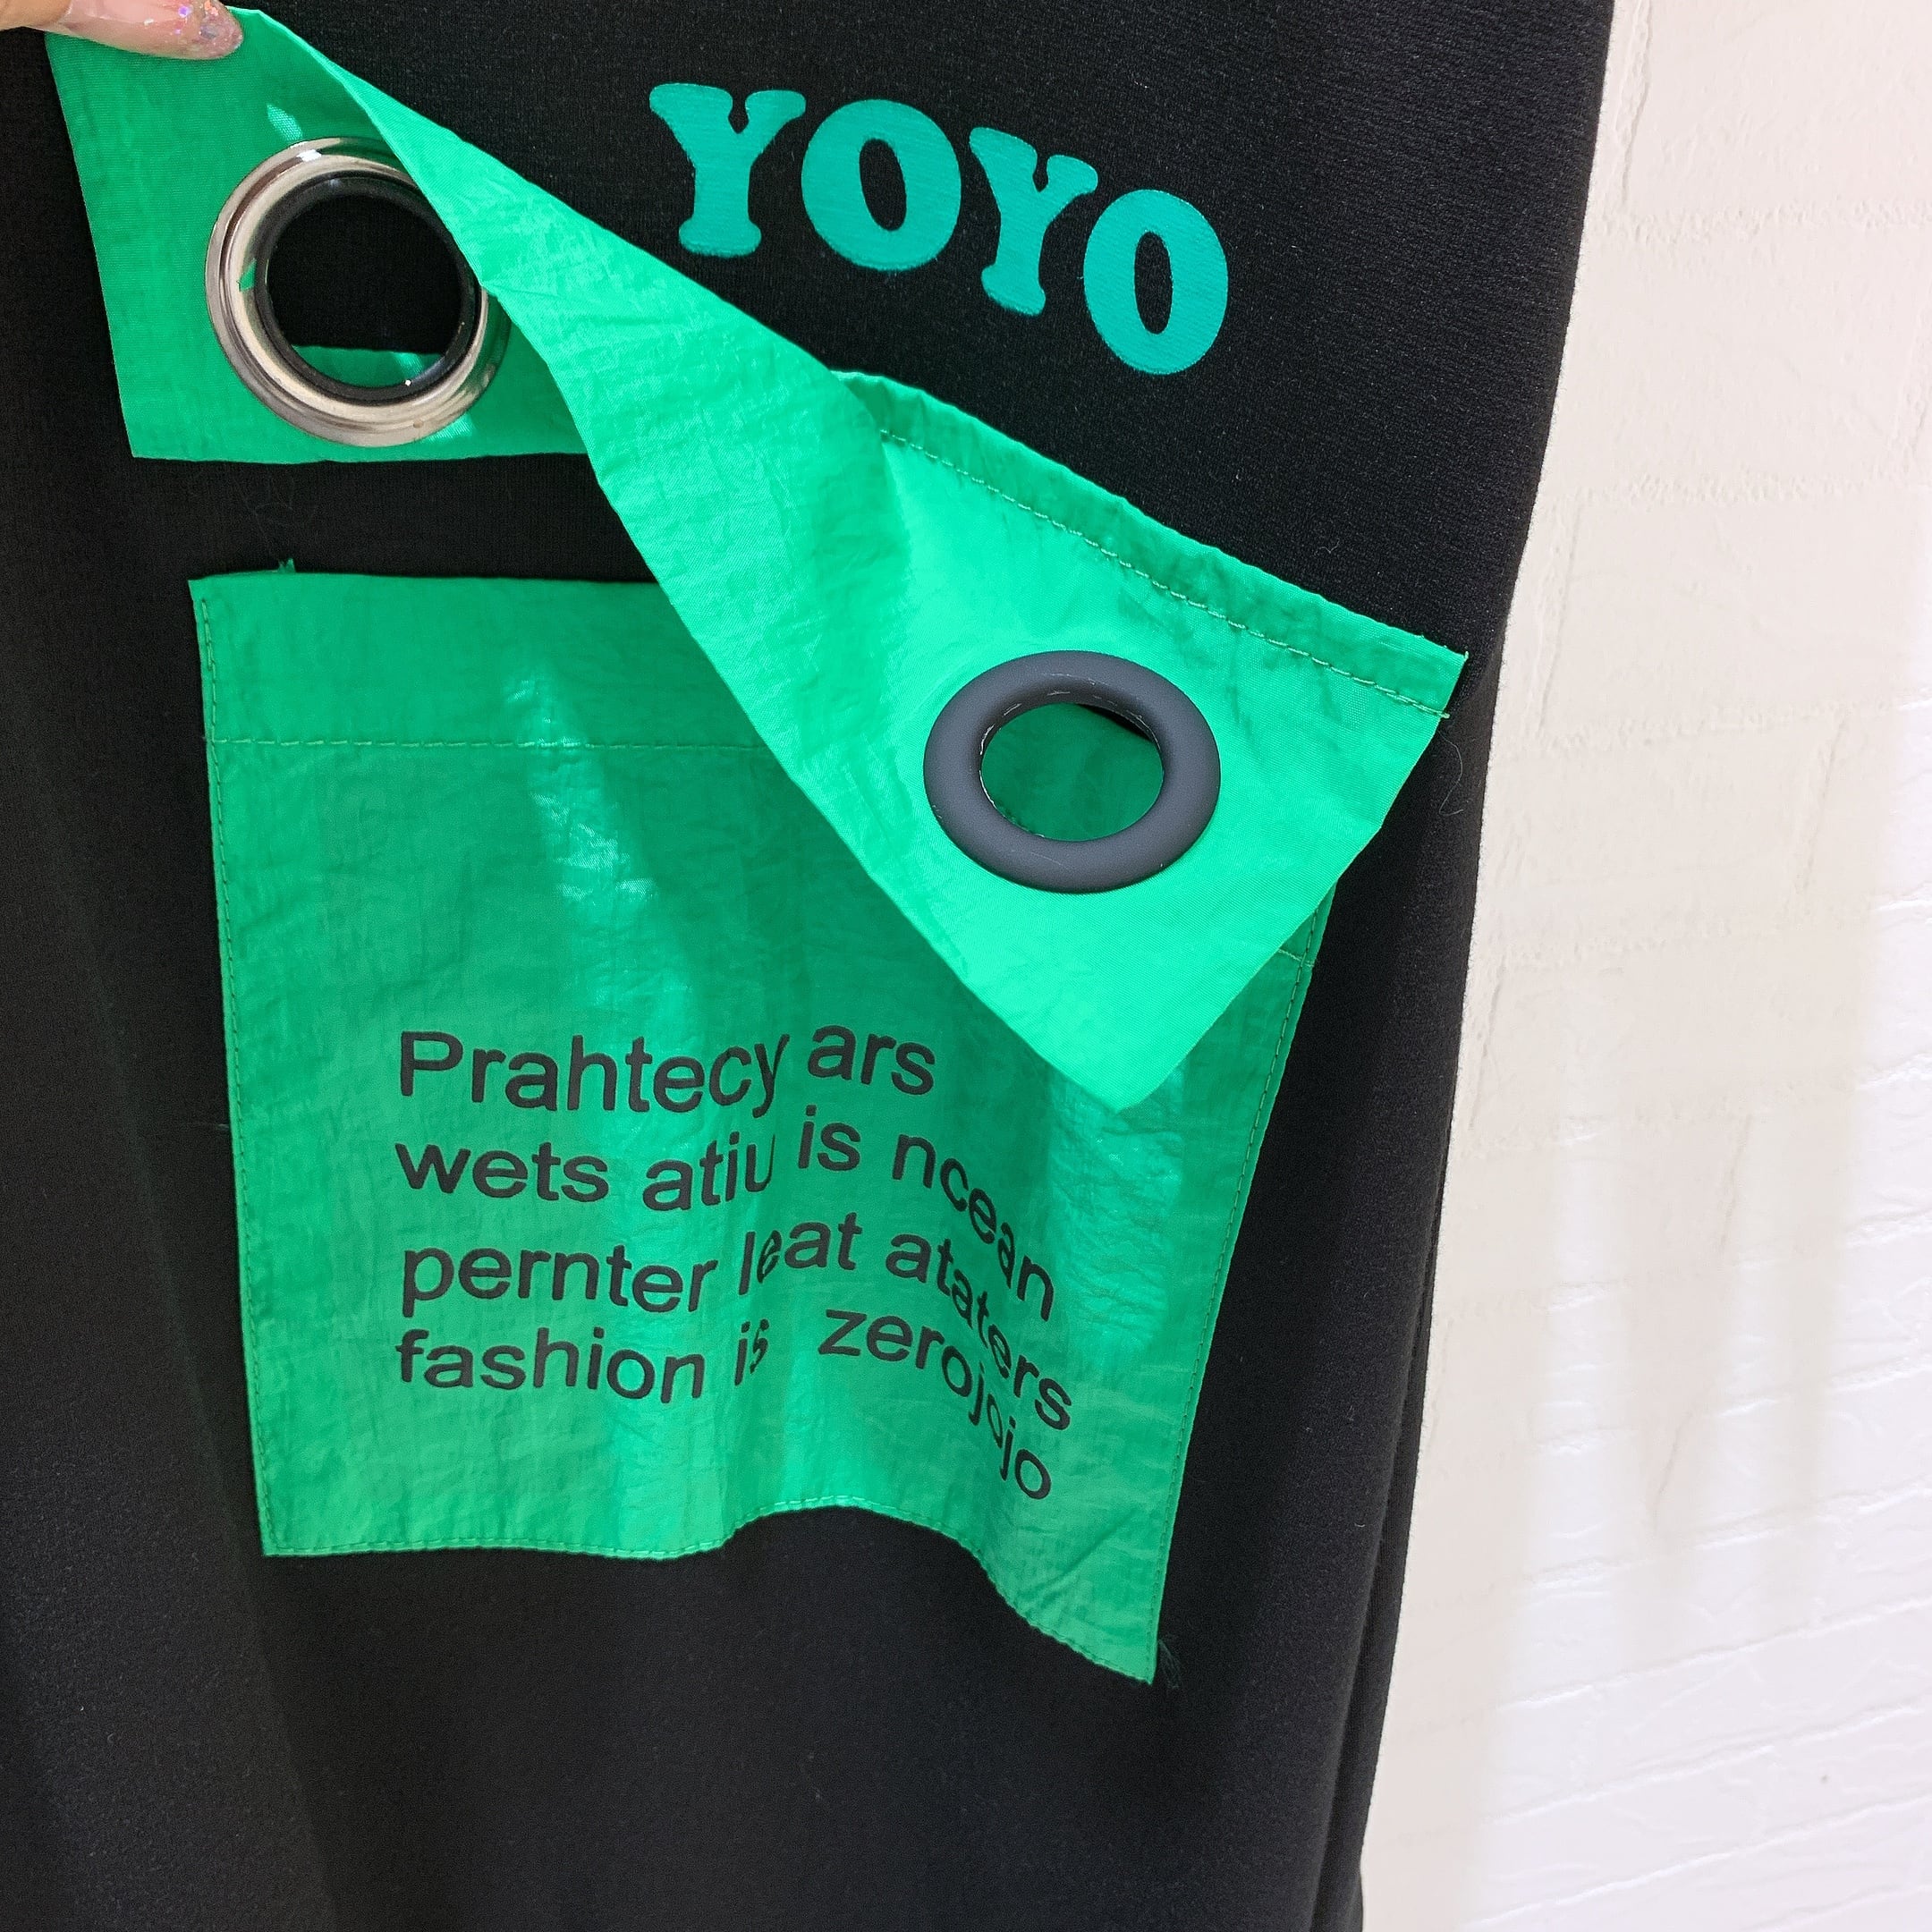 YOYO
Prahtecy ars
wets atiu is ncean
pernter leat ataters
fashion is zerojojo